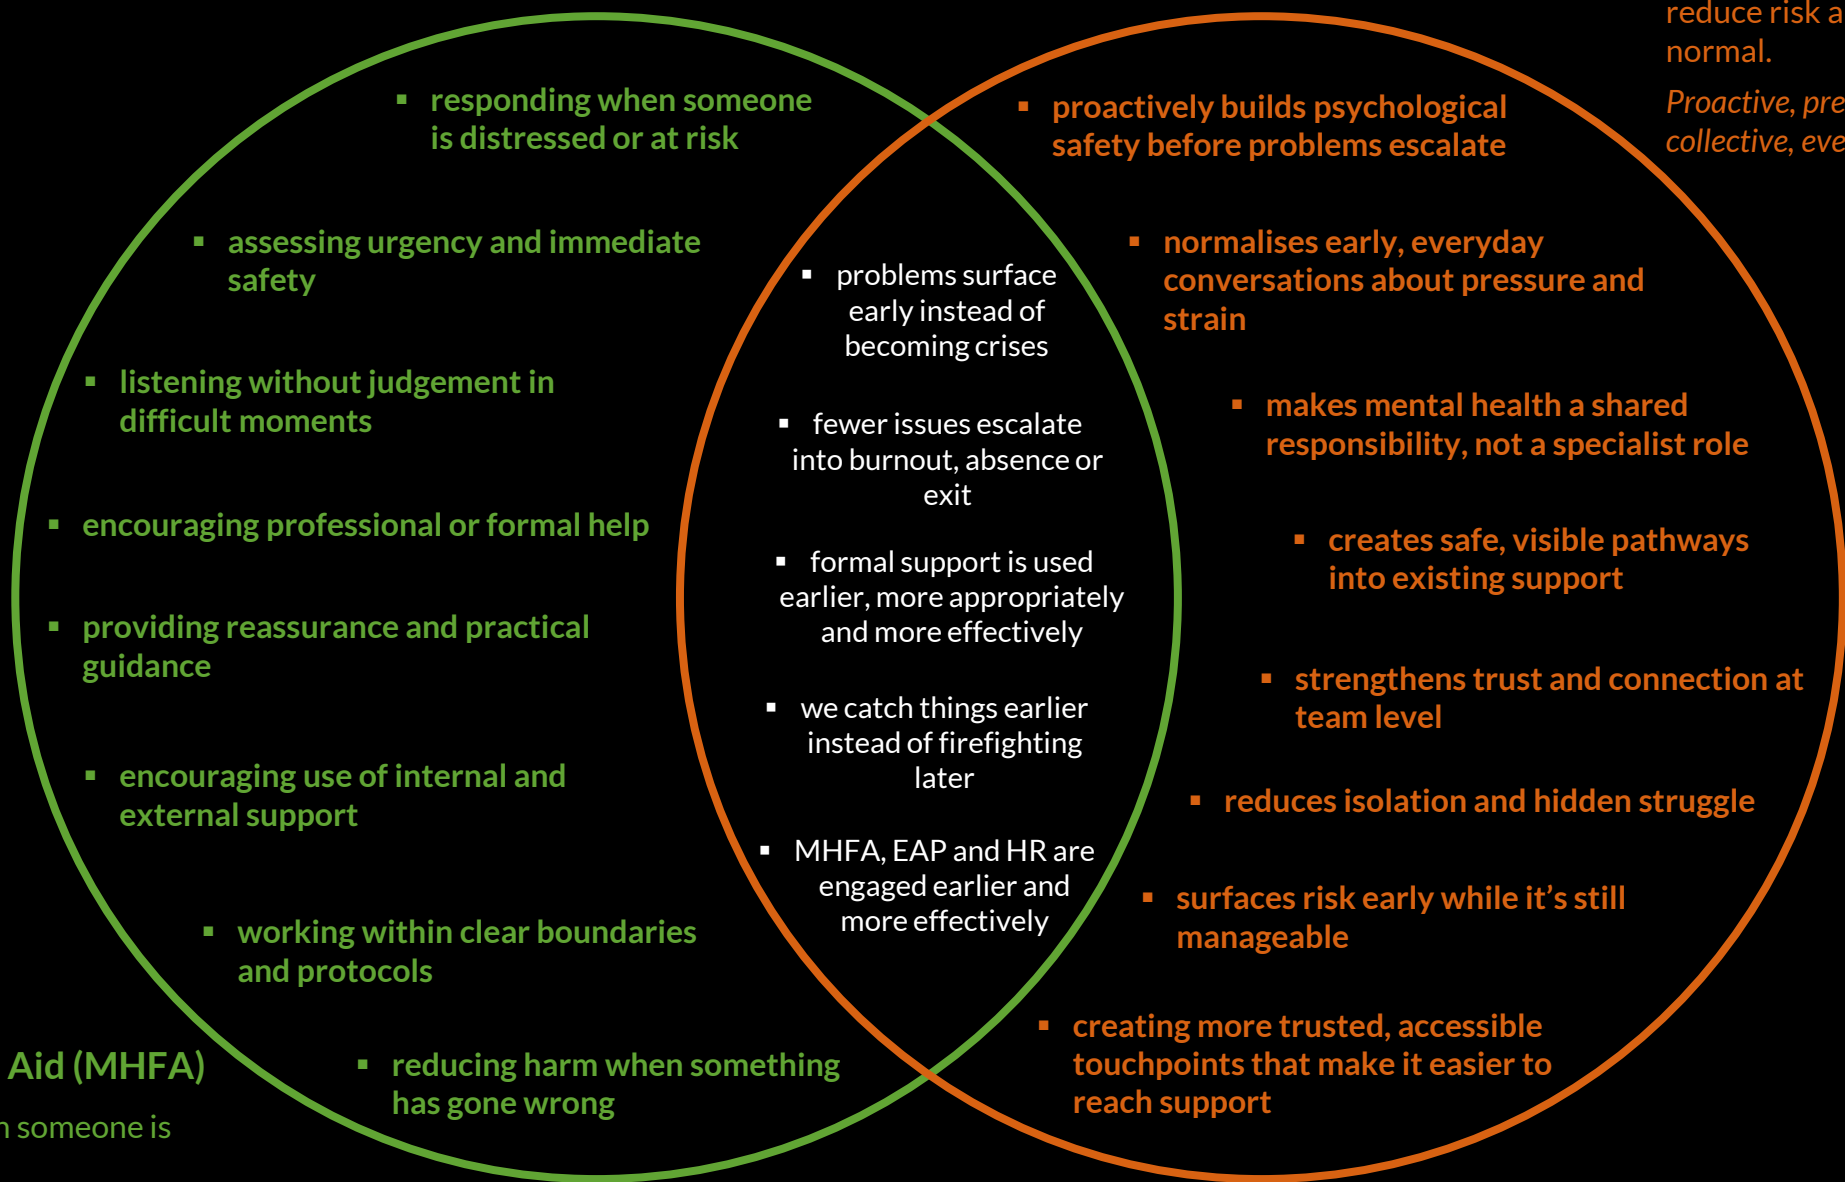 reduce risk a
normal.
Proactive, pre
collective, eve
▪ responding when someone
is distressed or at risk
▪ assessing urgency and immediate
safety
▪ listening without judgement in
difficult moments
▪ encouraging professional or formal help
▪ providing reassurance and practical
guidance
▪ encouraging use of internal and
external support
▪ working within clear boundaries
and protocols
▪ reducing harm when something
has gone wrong
Aid (MHFA)
n someone is
▪ problems surface
early instead of
becoming crises
▪ fewer issues escalate
into burnout, absence or
exit
▪ formal support is used
earlier, more appropriately
and more effectively
▪ we catch things earlier
instead of firefighting
later
▪ MHFA, EAP and HR are
engaged earlier and
more effectively
▪ proactively builds psychological
safety before problems escalate
▪ normalises early, everyday
conversations about pressure and
strain
▪ makes mental health a shared
responsibility, not a specialist role
▪ creates safe, visible pathways
into existing support
▪ strengthens trust and connection at
team level
▪ reduces isolation and hidden struggle
▪ surfaces risk early while it’s still
manageable
▪ creating more trusted, accessible
touchpoints that make it easier to
reach support